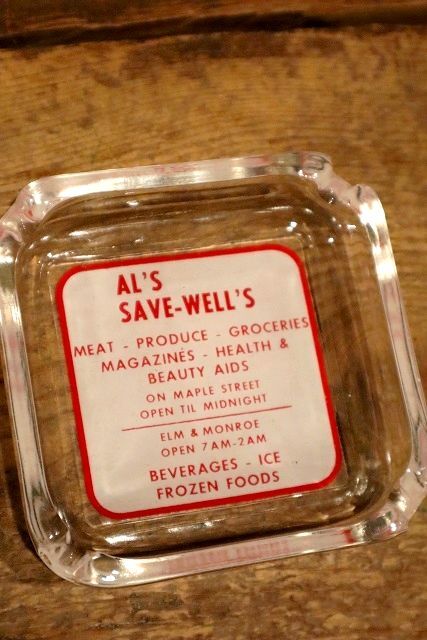 AL'S
SAVE-WELL'S
MEAT - PRODUCE - GROCERIES
MAGAZINES - HEALTH &
BEAUTY AIDS
ON MAPLE STREET
OPEN TIL MIDNIGHT
ELM & MONROE
OPEN 7AM-2AM
BEVERAGES - ICE
FROZEN FOODS